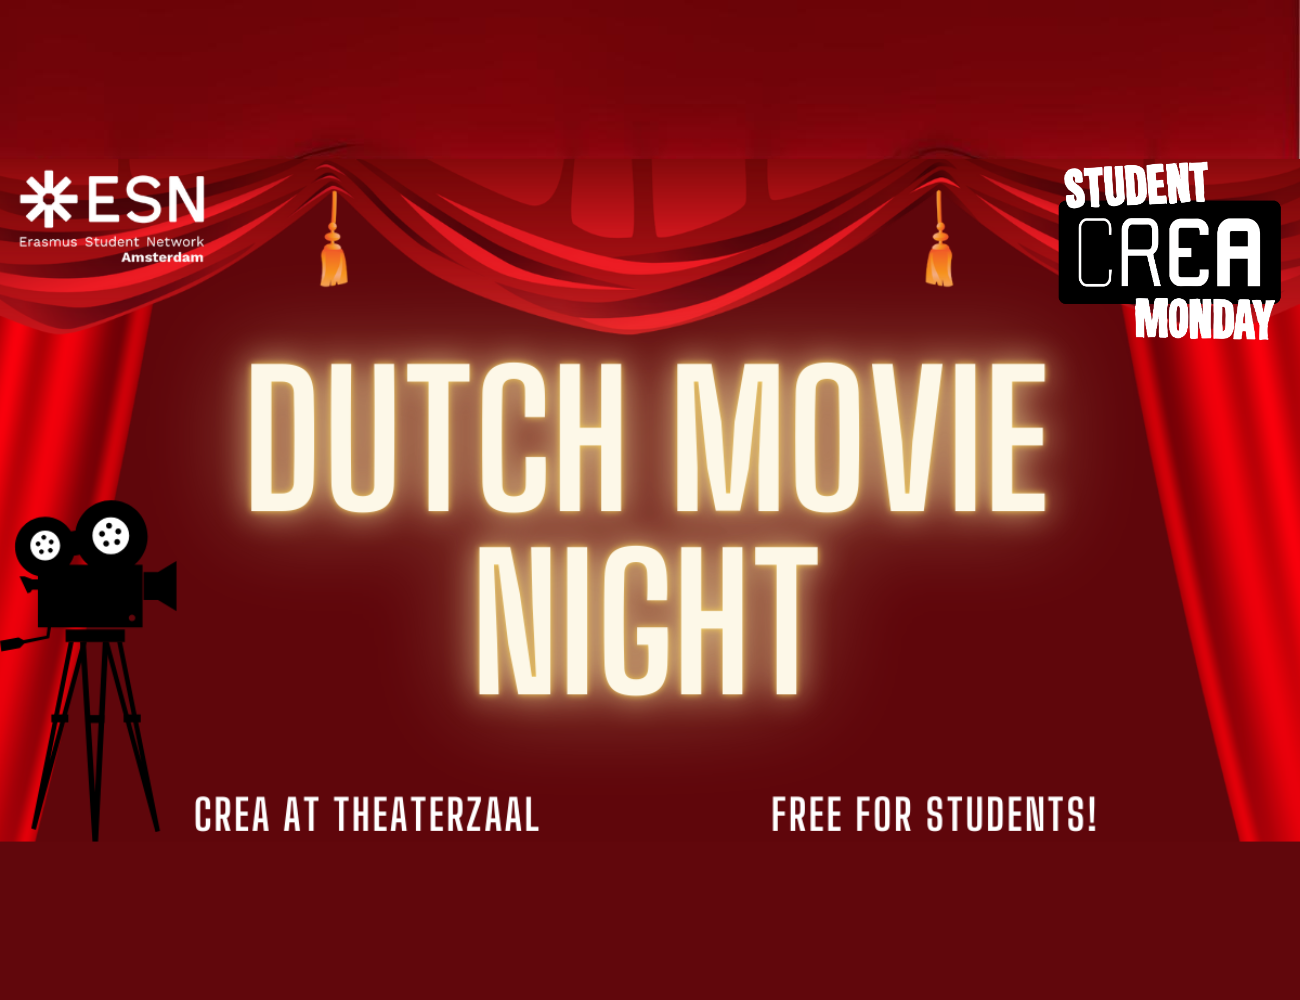 ESN
Erasmus Student Network
Amsterdam
STUDENT
CREA
MONDAY
DUTCH MOVIE
NIGHT
CREA AT THEATERZAAL
FREE FOR STUDENTS!